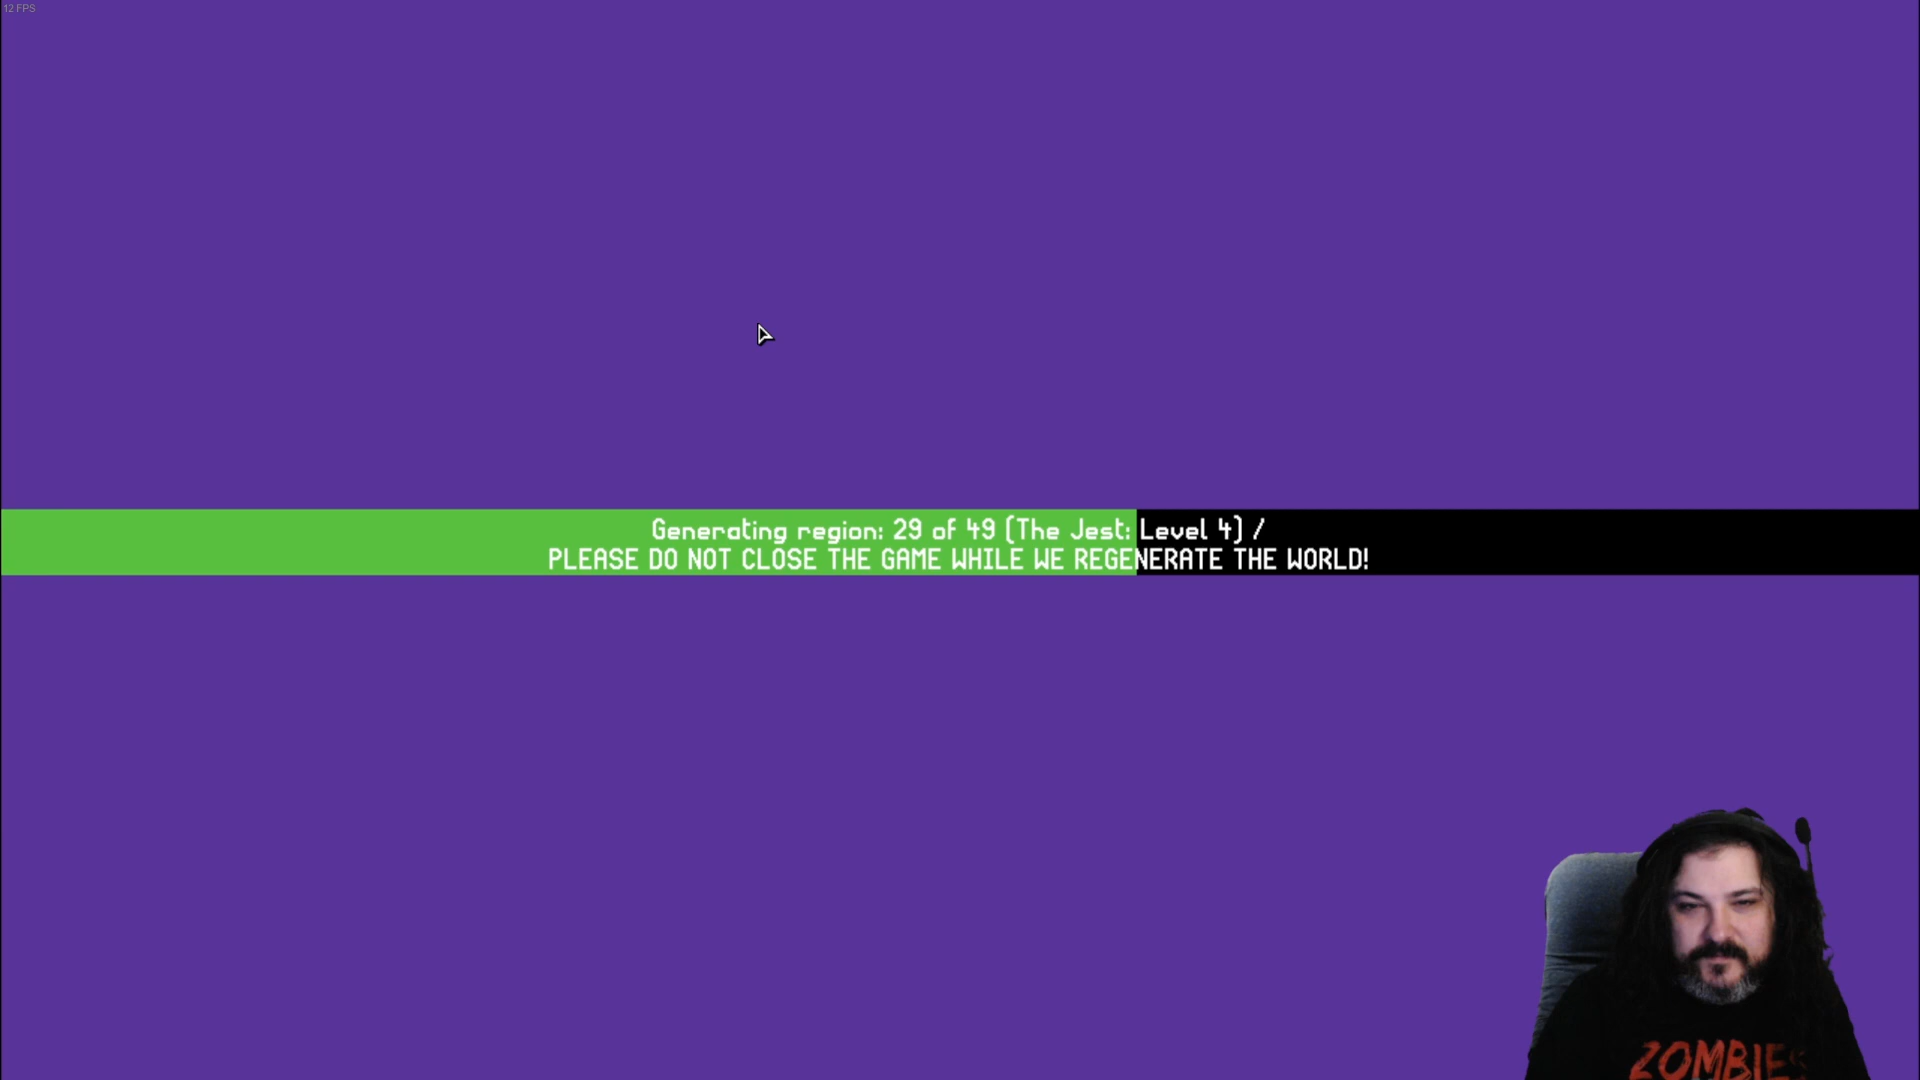 12 FPS
Generating region: 29 of 49 (The Jest: Level 4) /
PLEASE DO NOT CLOSE THE GAME WHILE WE REGENERATE THE WORLD!
ZOMBIES